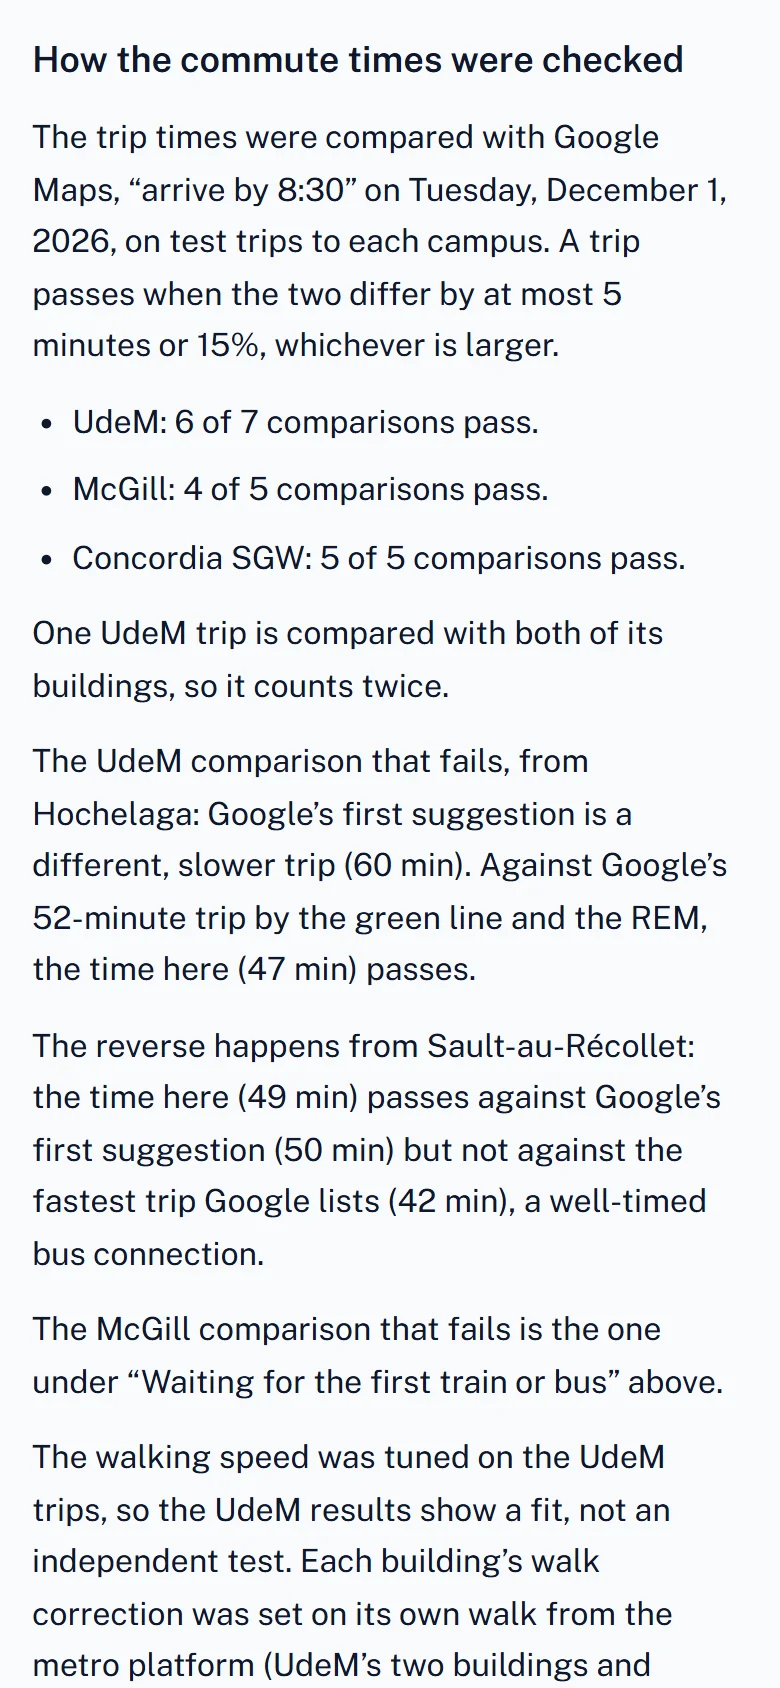 How the commute times were checked
The trip times were compared with Google
Maps, “arrive by 8:30” on Tuesday, December 1,
2026, on test trips to each campus. A trip
passes when the two differ by at most 5
minutes or 15%, whichever is larger.
• UdeM: 6 of 7 comparisons pass.
• McGill: 4 of 5 comparisons pass.
• Concordia SGW: 5 of 5 comparisons pass.
One UdeM trip is compared with both of its
buildings, so it counts twice.
The UdeM comparison that fails, from
Hochelaga: Google’s first suggestion is a
different, slower trip (60 min). Against Google’s
52-minute trip by the green line and the REM,
the time here (47 min) passes.
The reverse happens from Sault-au-Récollet:
the time here (49 min) passes against Google’s
first suggestion (50 min) but not against the
fastest trip Google lists (42 min), a well-timed
bus connection.
The McGill comparison that fails is the one
under “Waiting for the first train or bus” above.
The walking speed was tuned on the UdeM
trips, so the UdeM results show a fit, not an
independent test. Each building’s walk
correction was set on its own walk from the
metro platform (UdeM’s two buildings and